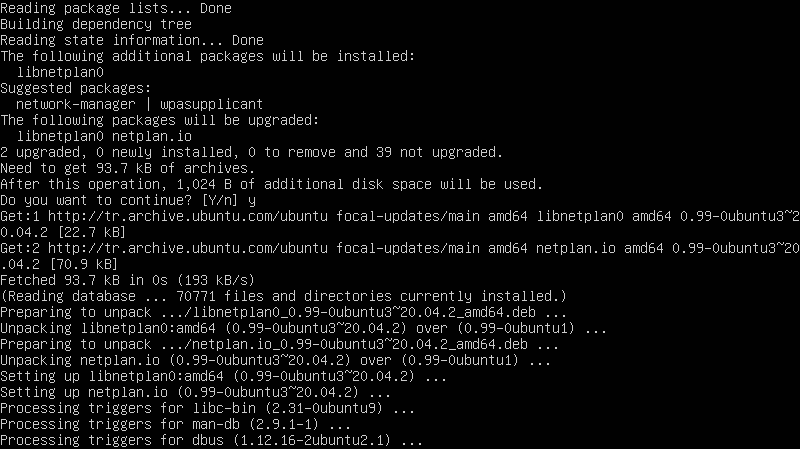 Reading package lists... Done
Building dependency tree
Reading state information... Done
The following additional packages will be installed:
  libnetplan0
Suggested packages:
  network-manager | wpasupplicant
The following packages will be upgraded:
  libnetplan0 netplan.io
2 upgraded, 0 newly installed, 0 to remove and 39 not upgraded.
Need to get 93.7 kB of archives.
After this operation, 1,024 B of additional disk space will be used.
Do you want to continue? [Y/n] y
Get:1 http://tr.archive.ubuntu.com/ubuntu focal-updates/main amd64 libnetplan0 amd64 0.99-0ubuntu3~2
0.04.2 [22.7 kB]
Get:2 http://tr.archive.ubuntu.com/ubuntu focal-updates/main amd64 netplan.io amd64 0.99-0ubuntu3~20
.04.2 [70.9 kB]
Fetched 93.7 kB in 0s (193 kB/s)
(Reading database ... 70771 files and directories currently installed.)
Preparing to unpack .../libnetplan0_0.99-0ubuntu3~20.04.2_amd64.deb ...
Unpacking libnetplan0:amd64 (0.99-0ubuntu3~20.04.2) over (0.99-0ubuntu1) ...
Preparing to unpack .../netplan.io_0.99-0ubuntu3~20.04.2_amd64.deb ...
Unpacking netplan.io (0.99-0ubuntu3~20.04.2) over (0.99-0ubuntu1) ...
Setting up libnetplan0:amd64 (0.99-0ubuntu3~20.04.2) ...
Setting up netplan.io (0.99-0ubuntu3~20.04.2) ...
Processing triggers for libc-bin (2.31-0ubuntu9) ...
Processing triggers for man-db (2.9.1-1) ...
Processing triggers for dbus (1.12.16-2ubuntu2.1) ...